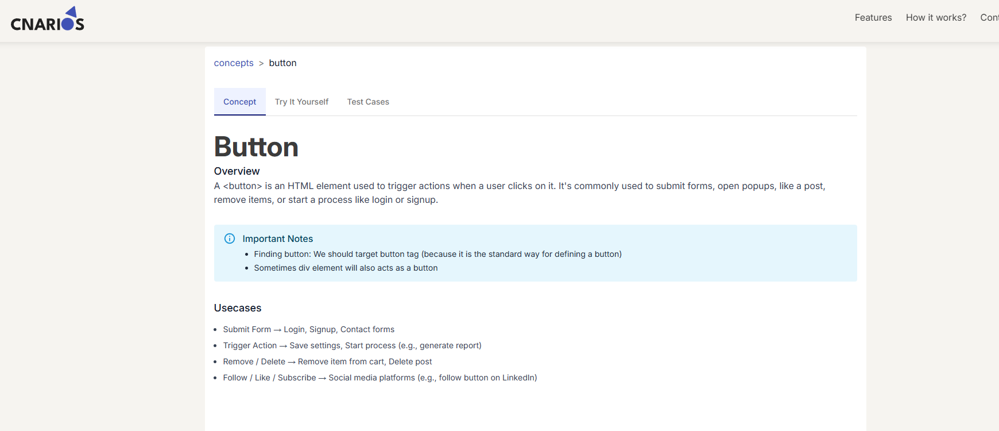 CNARIOS
Features How it works?
concepts > button
Concept Try It Yourself Test Cases
Button
Overview
A <button> is an HTML element used to trigger actions when a user clicks on it. It's commonly used to submit forms, open popups, like a post,
remove items, or start a process like login or signup.
Important Notes
• Finding button: We should target button tag (because it is the standard way for defining a button)
• Sometimes div element will also acts as a button
Usecases
• Submit Form → Login, Signup, Contact forms
• Trigger Action → Save settings, Start process (e.g., generate report)
• Remove / Delete → Remove item from cart, Delete post
• Follow / Like / Subscribe → Social media platforms (e.g., follow button on LinkedIn)